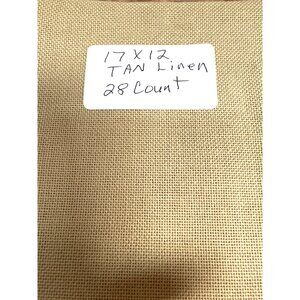 17 X 12
TAN Linen
28 Count